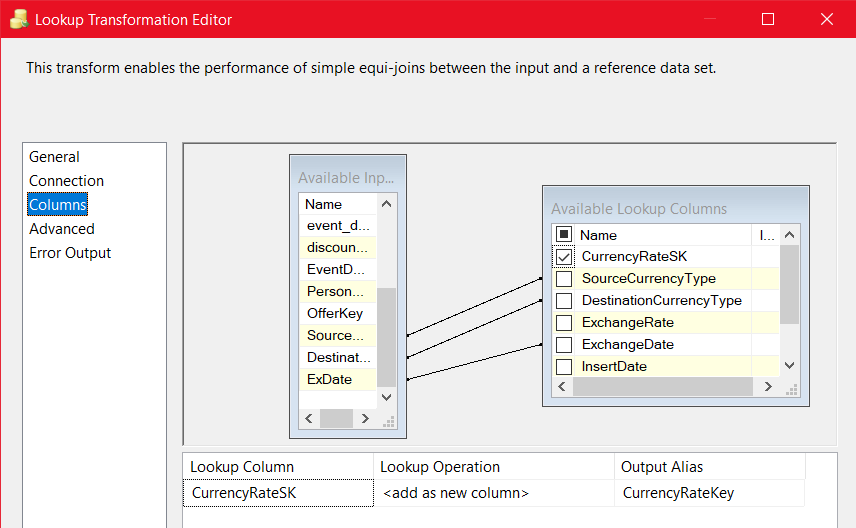 Lookup Transformation Editor
This transform enables the performance of simple equi-joins between the input and a reference data set.
General
Connection
Columns
Advanced
Error Output
Available Inp...
Name
event_d...
discoun...
EventD...
Person...
OfferKey
Source...
Destinat...
ExDate
Available Lookup Columns
Name I...
CurrencyRateSK
SourceCurrencyType
DestinationCurrencyType
ExchangeRate
ExchangeDate
InsertDate
Lookup Column Lookup Operation Output Alias
CurrencyRateSK <add as new column> CurrencyRateKey